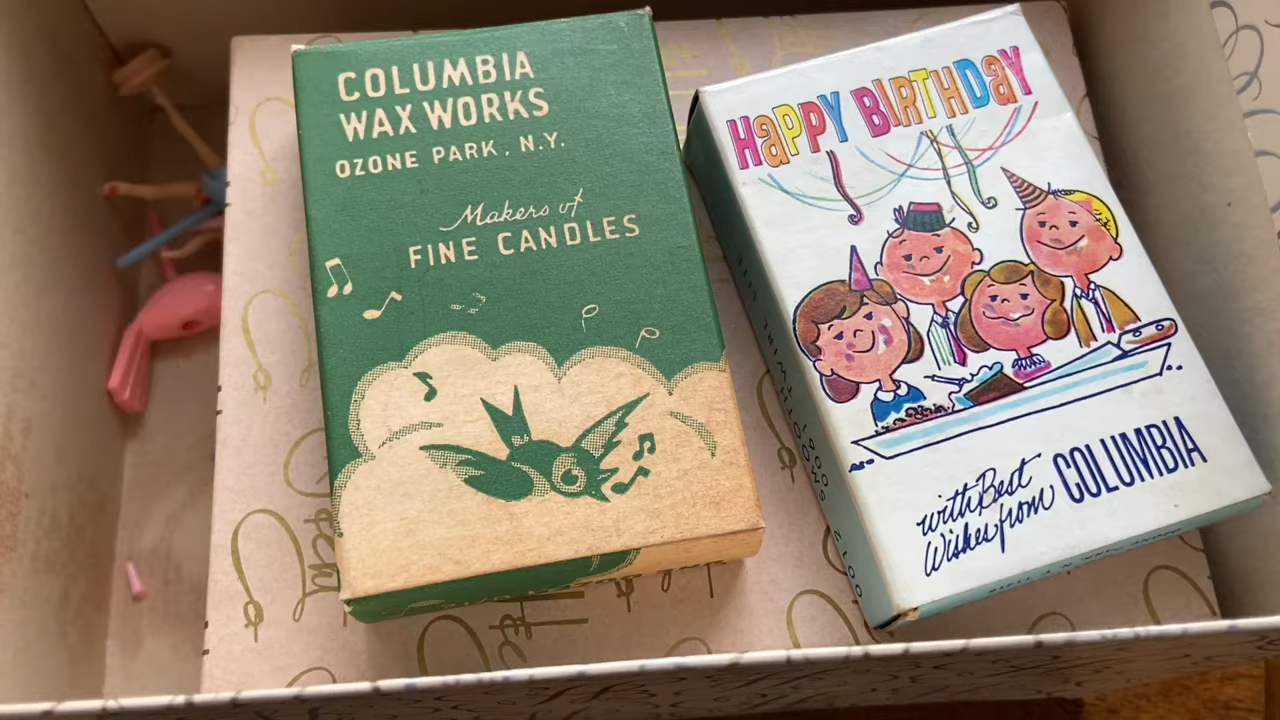 COLUMBIA
WAX WORKS
OZONE PARK, N.Y.
Makers of
FINE CANDLES
HAPPY BIRTHDAY
with Best
Wishes from COLUMBIA